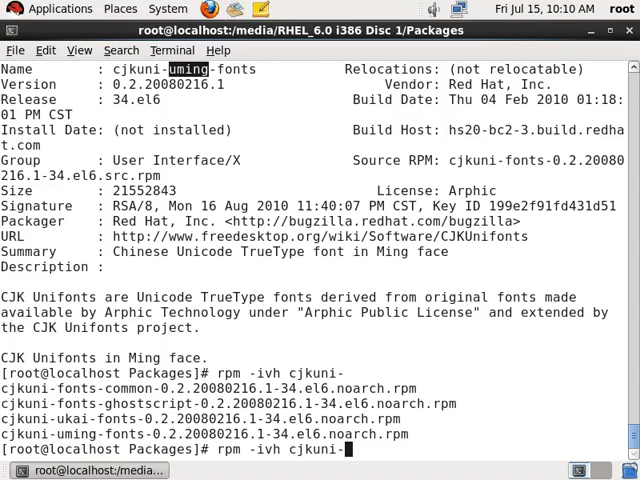 Applications Places System Fri Jul 15, 10:10 AM root
root@localhost:/media/RHEL_6.0 i386 Disc 1/Packages
File Edit View Search Terminal Help
Name : cjkuni-uming-fonts Relocations: (not relocatable)
Version : 0.2.20080216.1 Vendor: Red Hat, Inc.
Release : 34.el6 Build Date: Thu 04 Feb 2010 01:18:
01 PM CST
Install Date: (not installed) Build Host: hs20-bc2-3.build.redha
t.com
Group : User Interface/X Source RPM: cjkuni-fonts-0.2.20080
216.1-34.el6.src.rpm
Size : 21552843 License: Arphic
Signature : RSA/8, Mon 16 Aug 2010 11:40:07 PM CST, Key ID 199e2f91fd431d51
Packager : Red Hat, Inc. <http://bugzilla.redhat.com/bugzilla>
URL : http://www.freedesktop.org/wiki/Software/CJKUnifonts
Summary : Chinese Unicode TrueType font in Ming face
Description :
CJK Unifonts are Unicode TrueType fonts derived from original fonts made
available by Arphic Technology under "Arphic Public License" and extended by
the CJK Unifonts project.
CJK Unifonts in Ming face.
[root@localhost Packages]# rpm -ivh cjkuni-
cjkuni-fonts-common-0.2.20080216.1-34.el6.noarch.rpm
cjkuni-fonts-ghostscript-0.2.20080216.1-34.el6.noarch.rpm
cjkuni-ukai-fonts-0.2.20080216.1-34.el6.noarch.rpm
cjkuni-uming-fonts-0.2.20080216.1-34.el6.noarch.rpm
[root@localhost Packages]# rpm -ivh cjkuni-
root@localhost:/media...